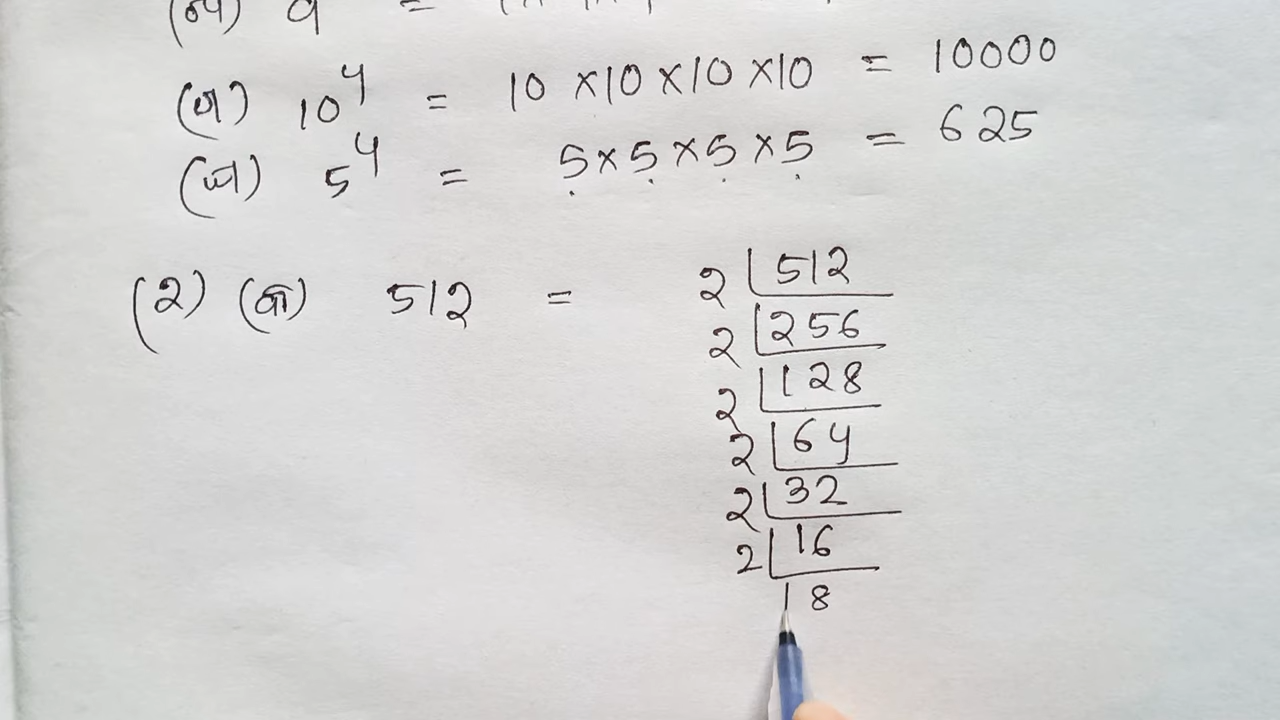 10⁴ = 10 × 10 × 10 × 10 = 10000
5⁴ = 5 × 5 × 5 × 5 = 625
(2) (ক) 512 =
2 512
2 256
2 128
2 64
2 32
2 16
8